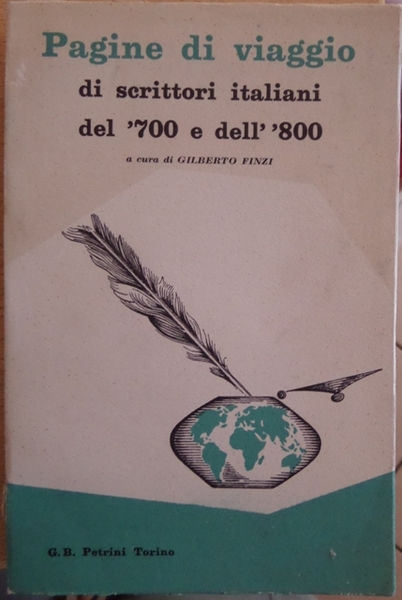 Pagine di viaggio
di scrittori italiani
del '700 e dell' '800
a cura di GILBERTO FINZI
G. B. Petrini Torino